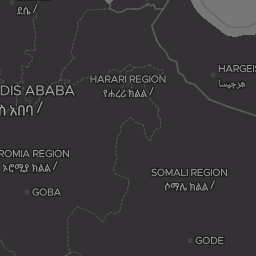 ደሴ /
HARARI REGION
የሐረሪ ክልል /
HARGEIS
هرجيسا
DIS ABABA
ስ አበባ /
ROMIA REGION
ኦሮሚያ ክልል /
GOBA
SOMALI REGION
ሶማሌ ክልል /
GODE